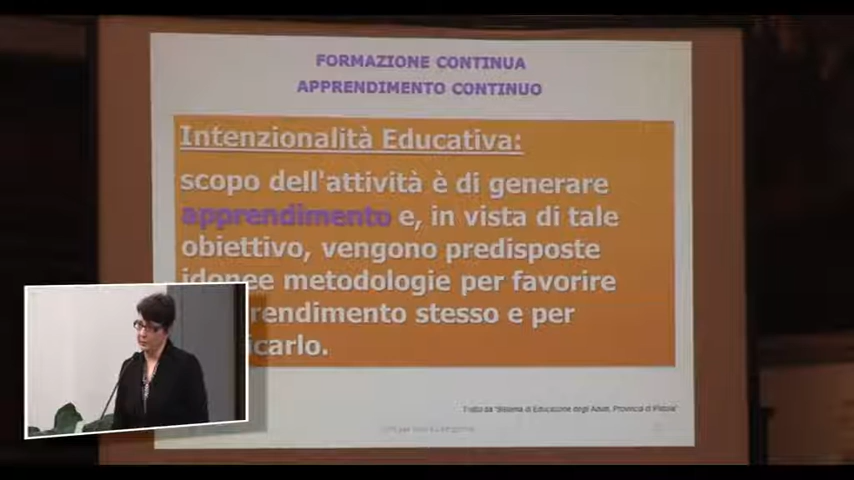 FORMAZIONE CONTINUA
APPRENDIMENTO CONTINUO
Intenzionalità Educativa:
scopo dell'attività è di generare
apprendimento e, in vista di tale
obiettivo, vengono predisposte
idonee metodologie per favorire
rendimento stesso e per
icarlo.
Tratto da "Sistema di Educazione degli Adulti, Provincia di Pistoia"